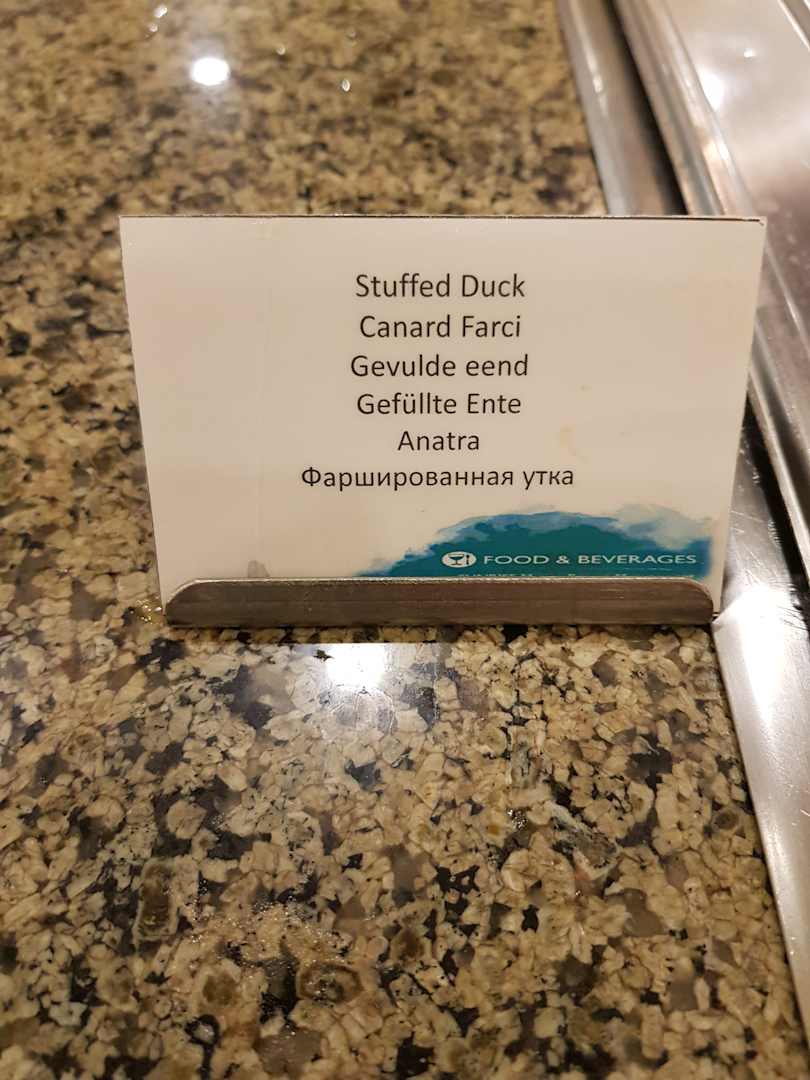 Stuffed Duck
Canard Farci
Gevulde eend
Gefüllte Ente
Anatra
Фаршированная утка
FOOD & BEVERAGES